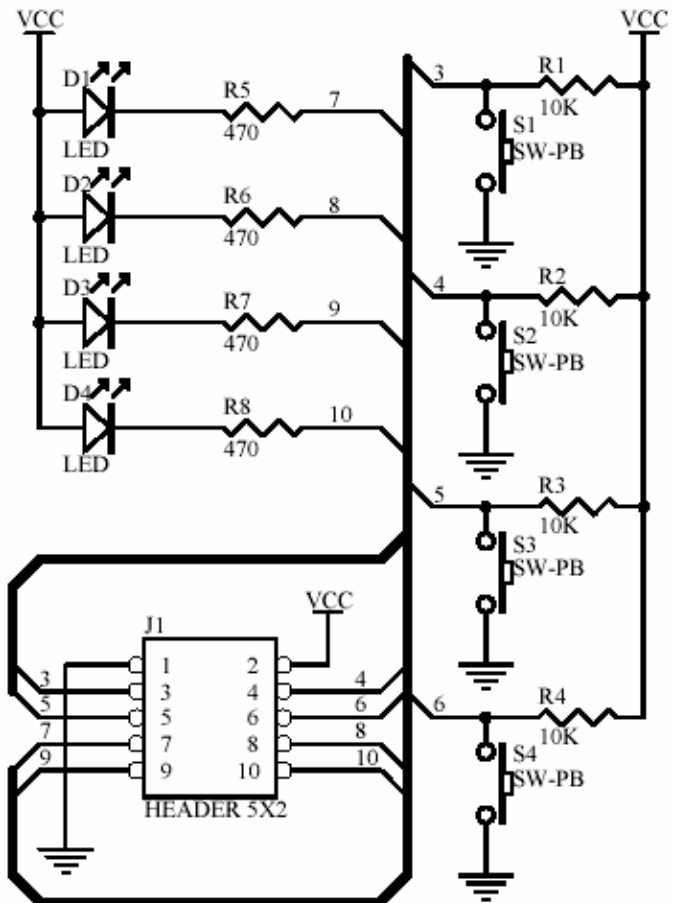 VCC
VCC
D1
LED
R5
470
7
D2
LED
R6
470
8
D3
LED
R7
470
9
D4
LED
R8
470
10
3
R1
10K
S1
SW-PB
4
R2
10K
S2
SW-PB
5
R3
10K
S3
SW-PB
6
R4
10K
S4
SW-PB
VCC
J1
1 2
3 3 4 4
5 5 6 6
7 7 8 8
9 9 10 10
HEADER 5X2